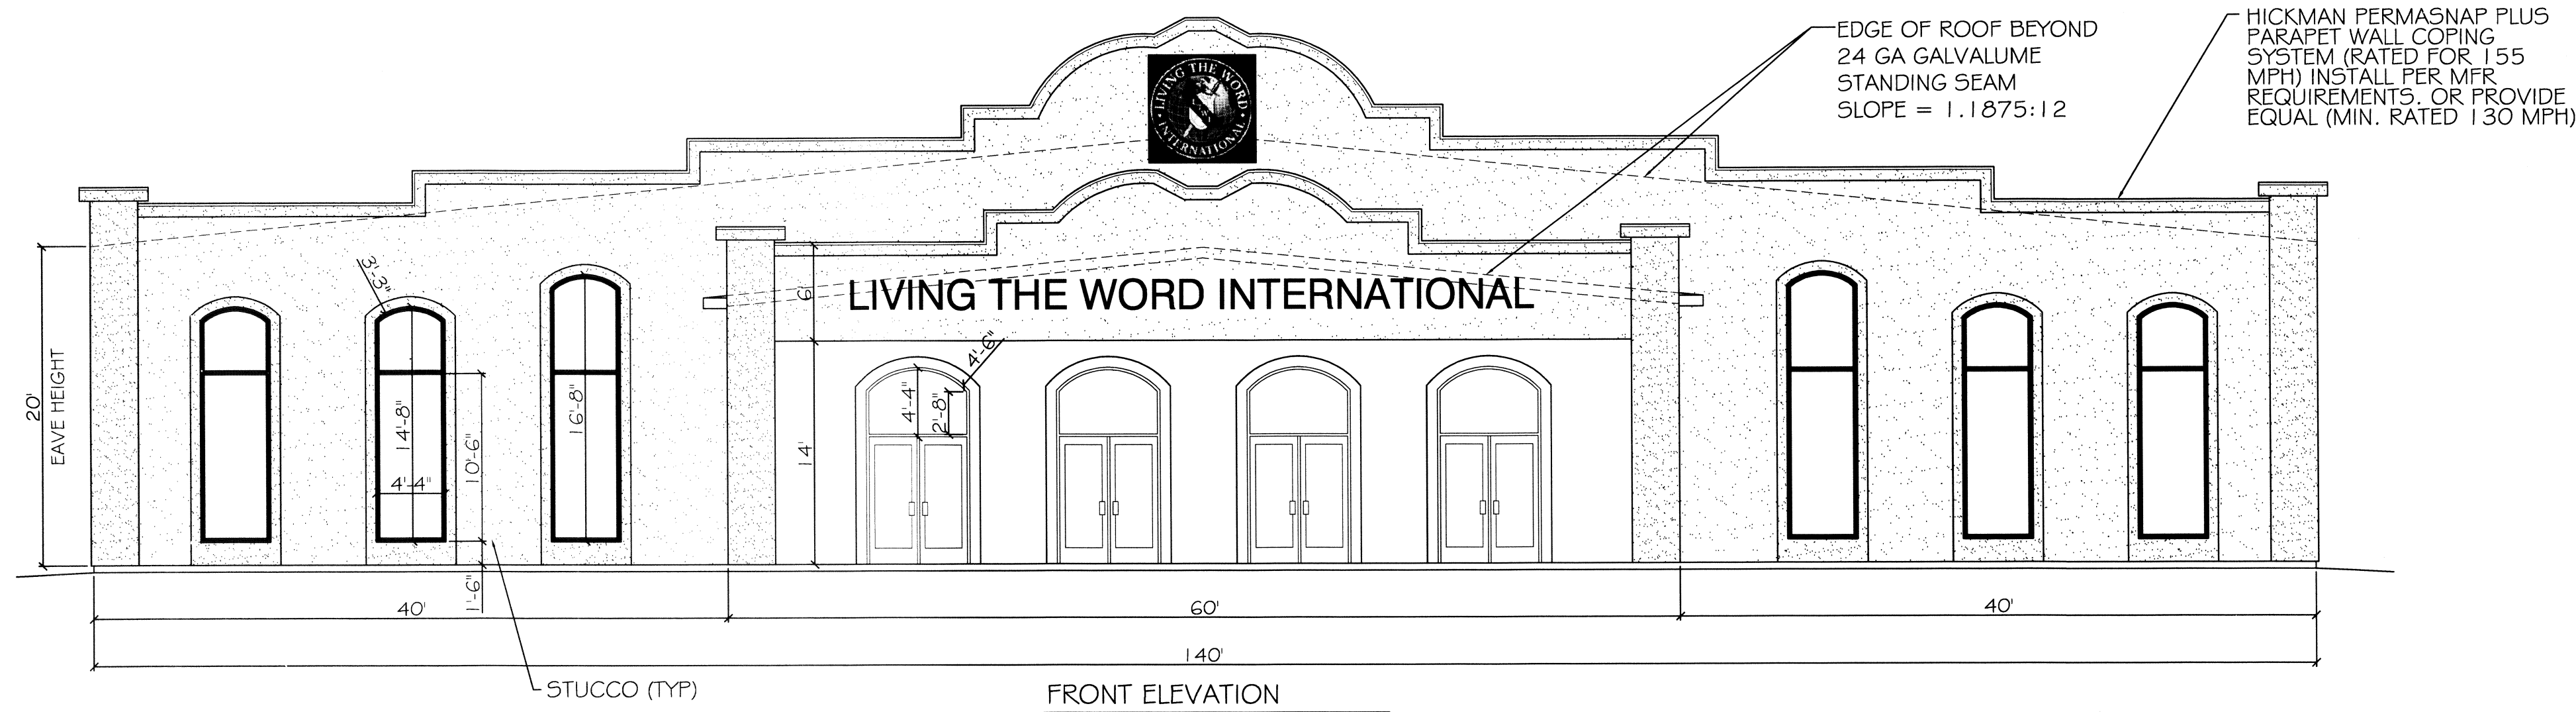 EDGE OF ROOF BEYOND
24 GA GALVALUME
STANDING SEAM
SLOPE = 1.1875:12
HICKMAN PERMASNAP PLUS
PARAPET WALL COPING
SYSTEM (RATED FOR 155
MPH) INSTALL PER MFR
REQUIREMENTS. OR PROVIDE
EQUAL (MIN. RATED 130 MPH)
• LIVING THE WORD •
INTERNATIONAL
LIVING THE WORD INTERNATIONAL
20'
EAVE HEIGHT
3'-3"
14'-8"
4'-4"
10'-6"
1'-6"
16'-8"
6'
14'
4'-4"
2'-8"
4'-6"
40'
60'
40'
140'
STUCCO (TYP)
FRONT ELEVATION